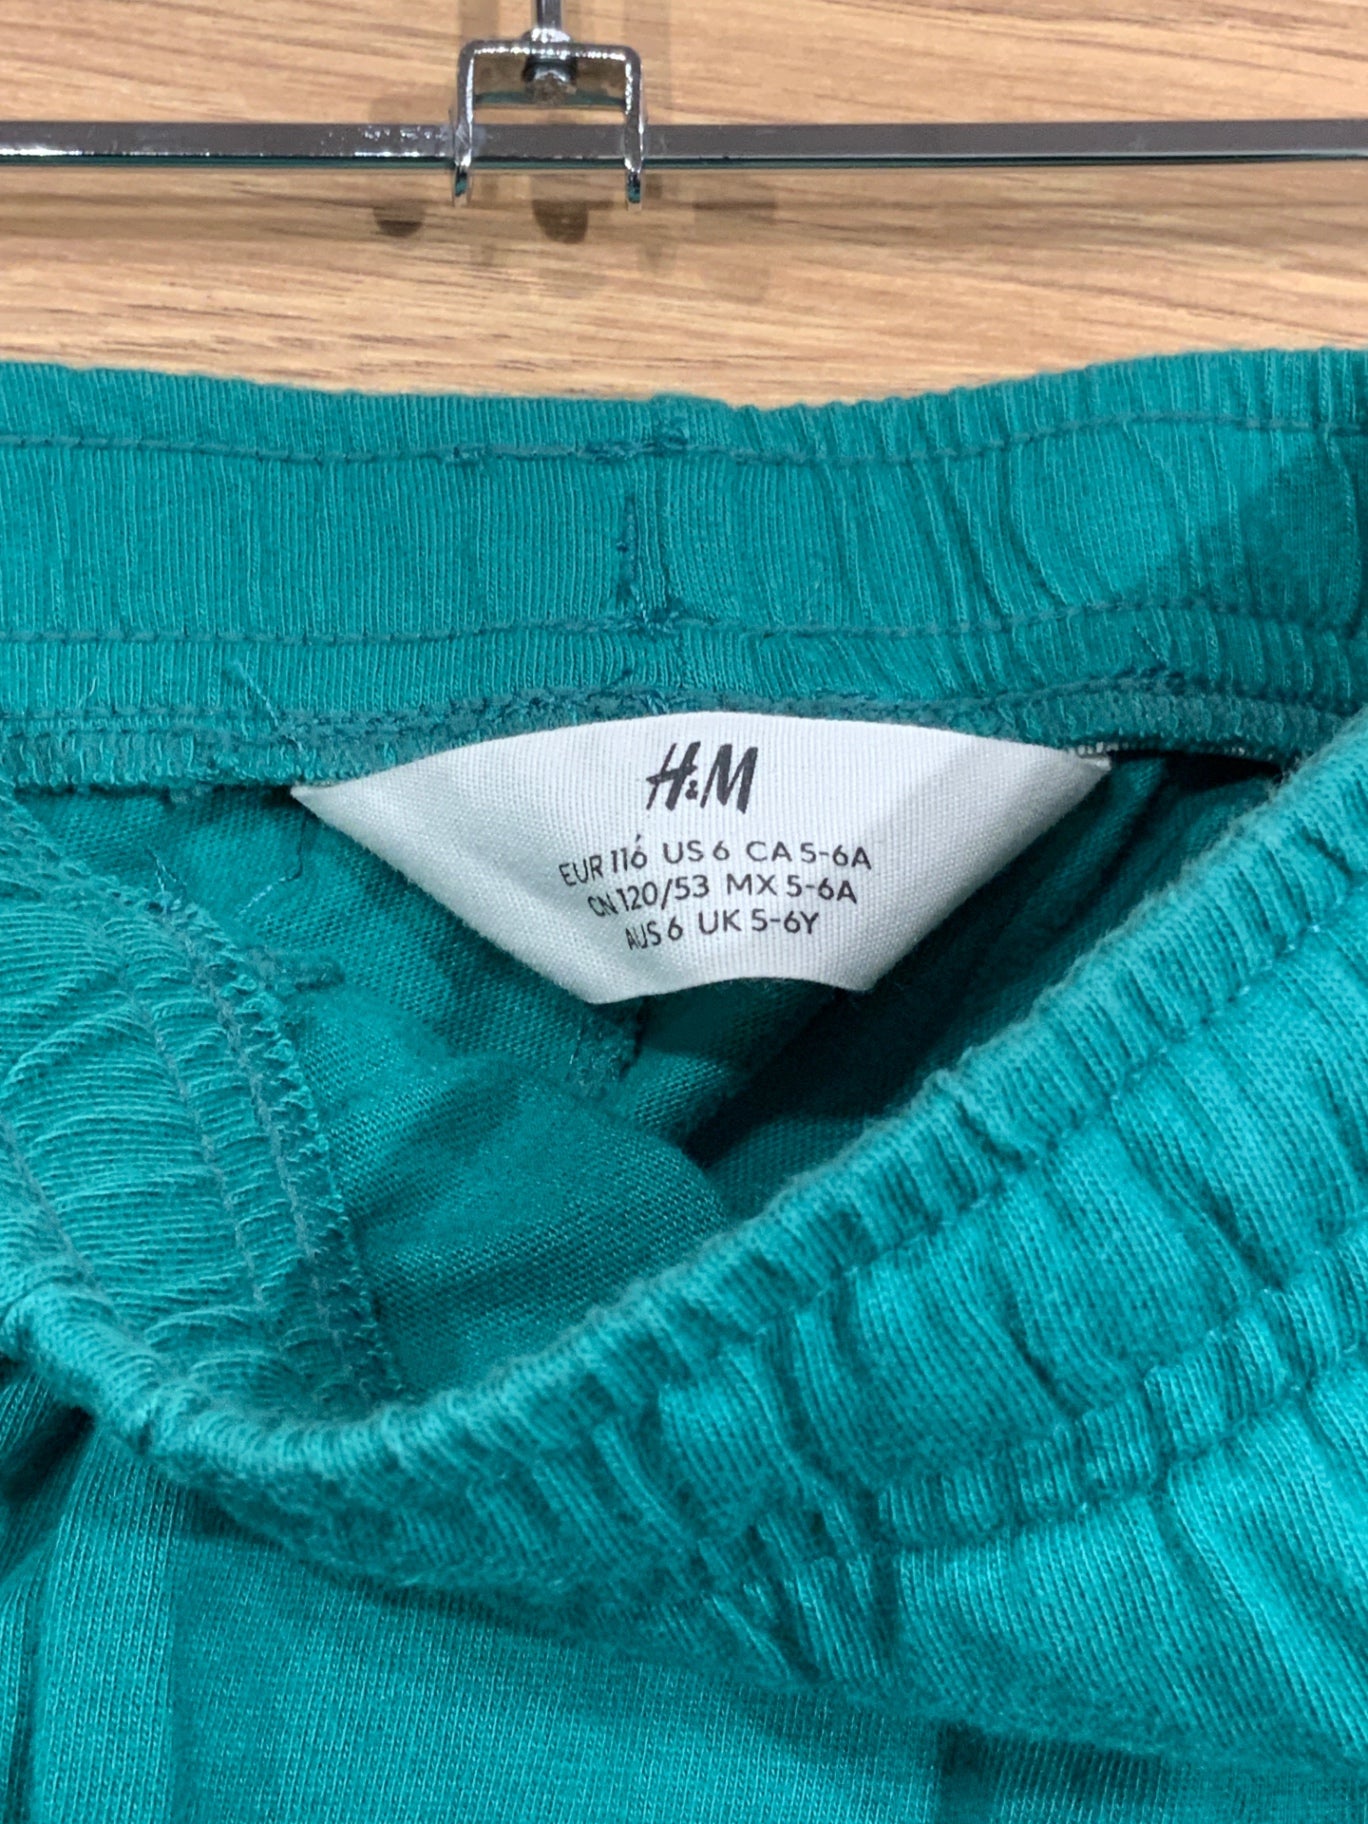 H&M
EUR 116 US 6 CA 5-6A
CN 120/53 MX 5-6A
AUS 6 UK 5-6Y